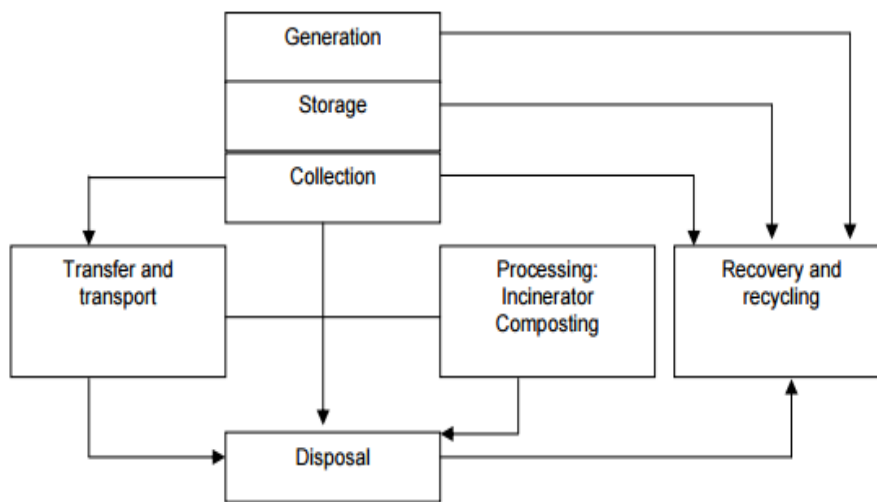 Generation
Storage
Collection
Transfer and
transport
Processing:
Incinerator
Composting
Recovery and
recycling
Disposal